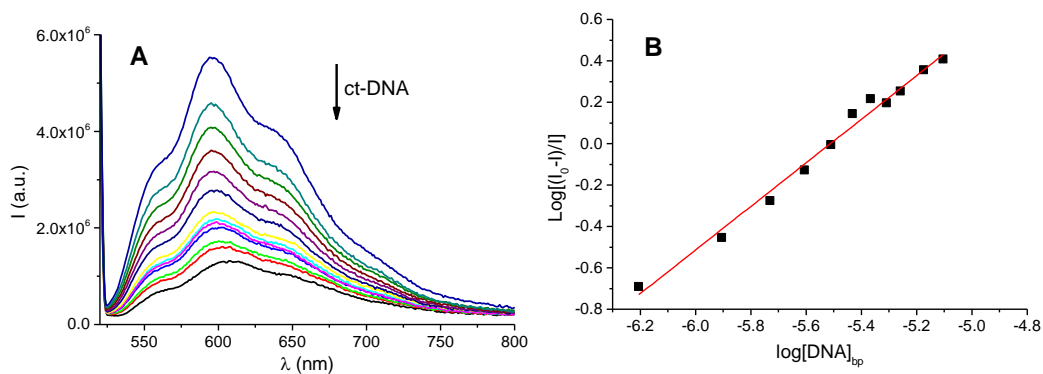 A
ct-DNA
I (a.u.)
6.0x10⁶
4.0x10⁶
2.0x10⁶
0.0
550 600 650 700 750 800
λ (nm)
B
Log[(I₀-I)/I]
0.6
0.4
0.2
0.0
-0.2
-0.4
-0.6
-0.8
-6.2 -6.0 -5.8 -5.6 -5.4 -5.2 -5.0 -4.8
log[DNA]bp